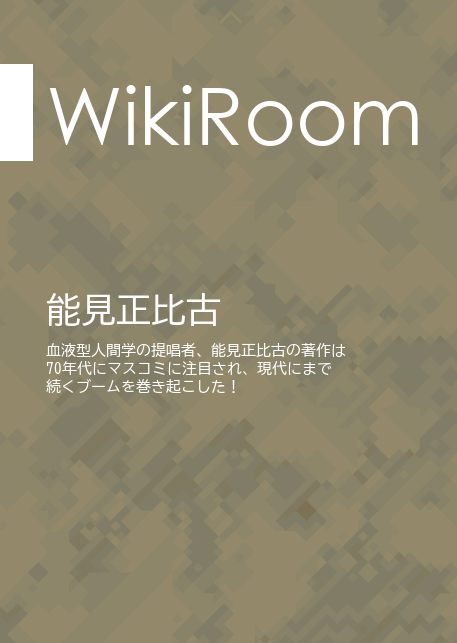 WikiRoom
能見正比古
血液型人間学の提唱者、能見正比古の著作は
70年代にマスコミに注目され、現代にまで
続くブームを巻き起こした！